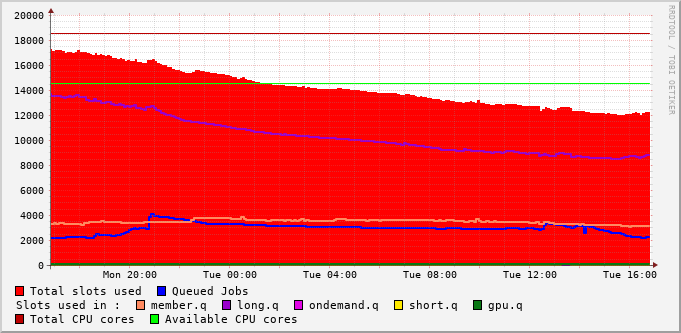 20000
18000
16000
14000
12000
10000
8000
6000
4000
2000
0
Mon 20:00 Tue 00:00 Tue 04:00 Tue 08:00 Tue 12:00 Tue 16:00
RRDTOOL / TOBI OETIKER
Total slots used Queued Jobs
Slots used in : member.q long.q ondemand.q short.q gpu.q
Total CPU cores Available CPU cores